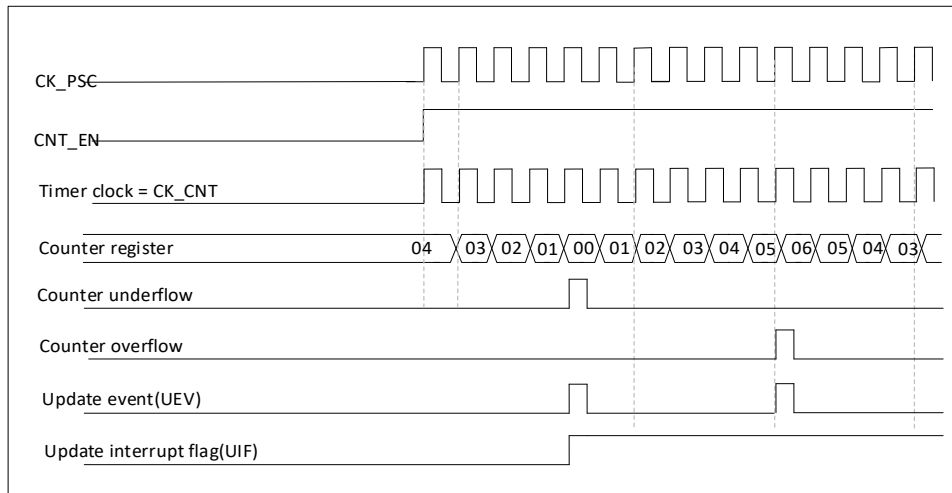 CK_PSC
CNT_EN
Timer clock = CK_CNT
Counter register 04 03 02 01 00 01 02 03 04 05 06 05 04 03
Counter underflow
Counter overflow
Update event(UEV)
Update interrupt flag(UIF)